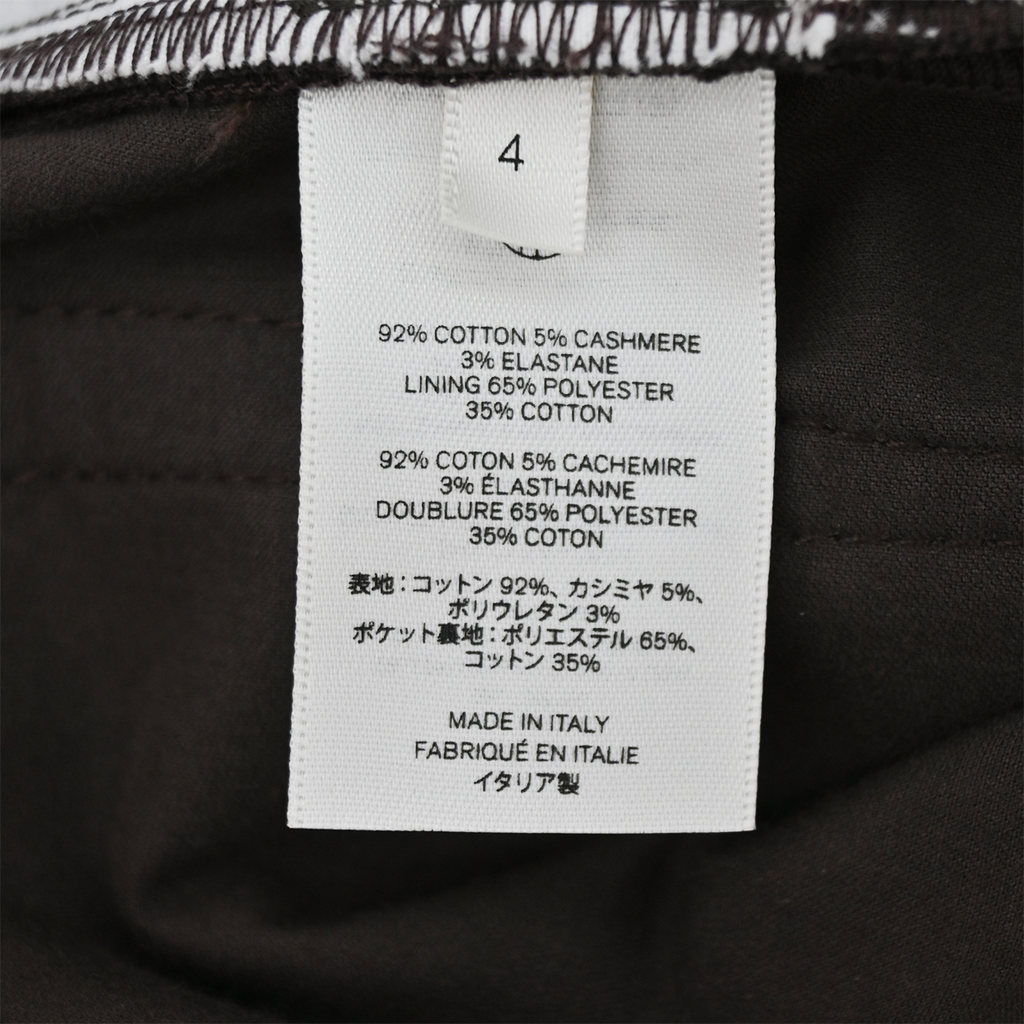 4
92% COTTON 5% CASHMERE
3% ELASTANE
LINING 65% POLYESTER
35% COTTON
92% COTON 5% CACHEMIRE
3% ÉLASTHANNE
DOUBLURE 65% POLYESTER
35% COTON
表地：コットン 92%、カシミヤ 5%、
ポリウレタン 3%
ポケット裏地：ポリエステル 65%、
コットン 35%
MADE IN ITALY
FABRIQUÉ EN ITALIE
イタリア製